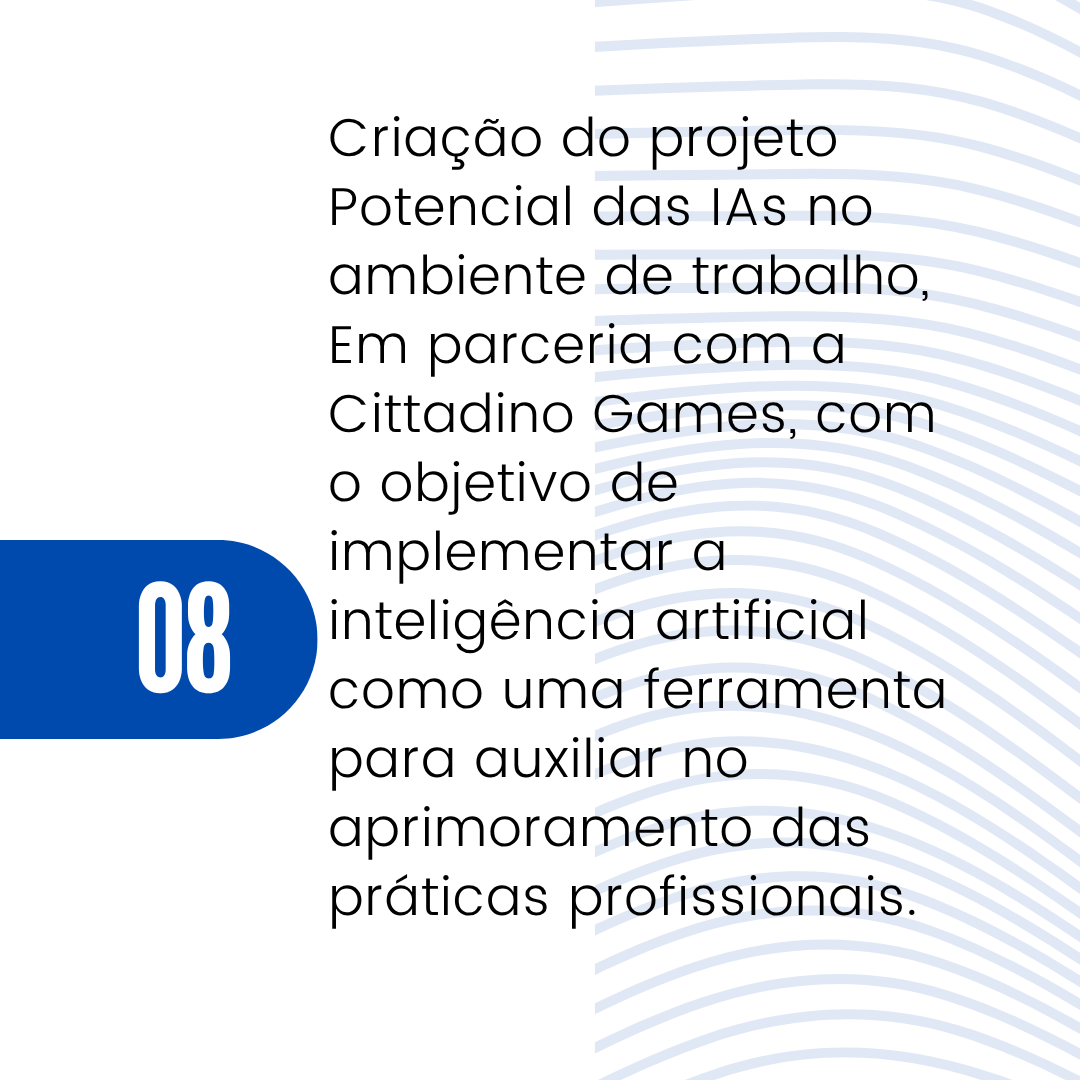 Criação do projeto
Potencial das IAs no
ambiente de trabalho,
Em parceria com a
Cittadino Games, com
o objetivo de
implementar a
inteligência artificial
como uma ferramenta
para auxiliar no
aprimoramento das
práticas profissionais.
08